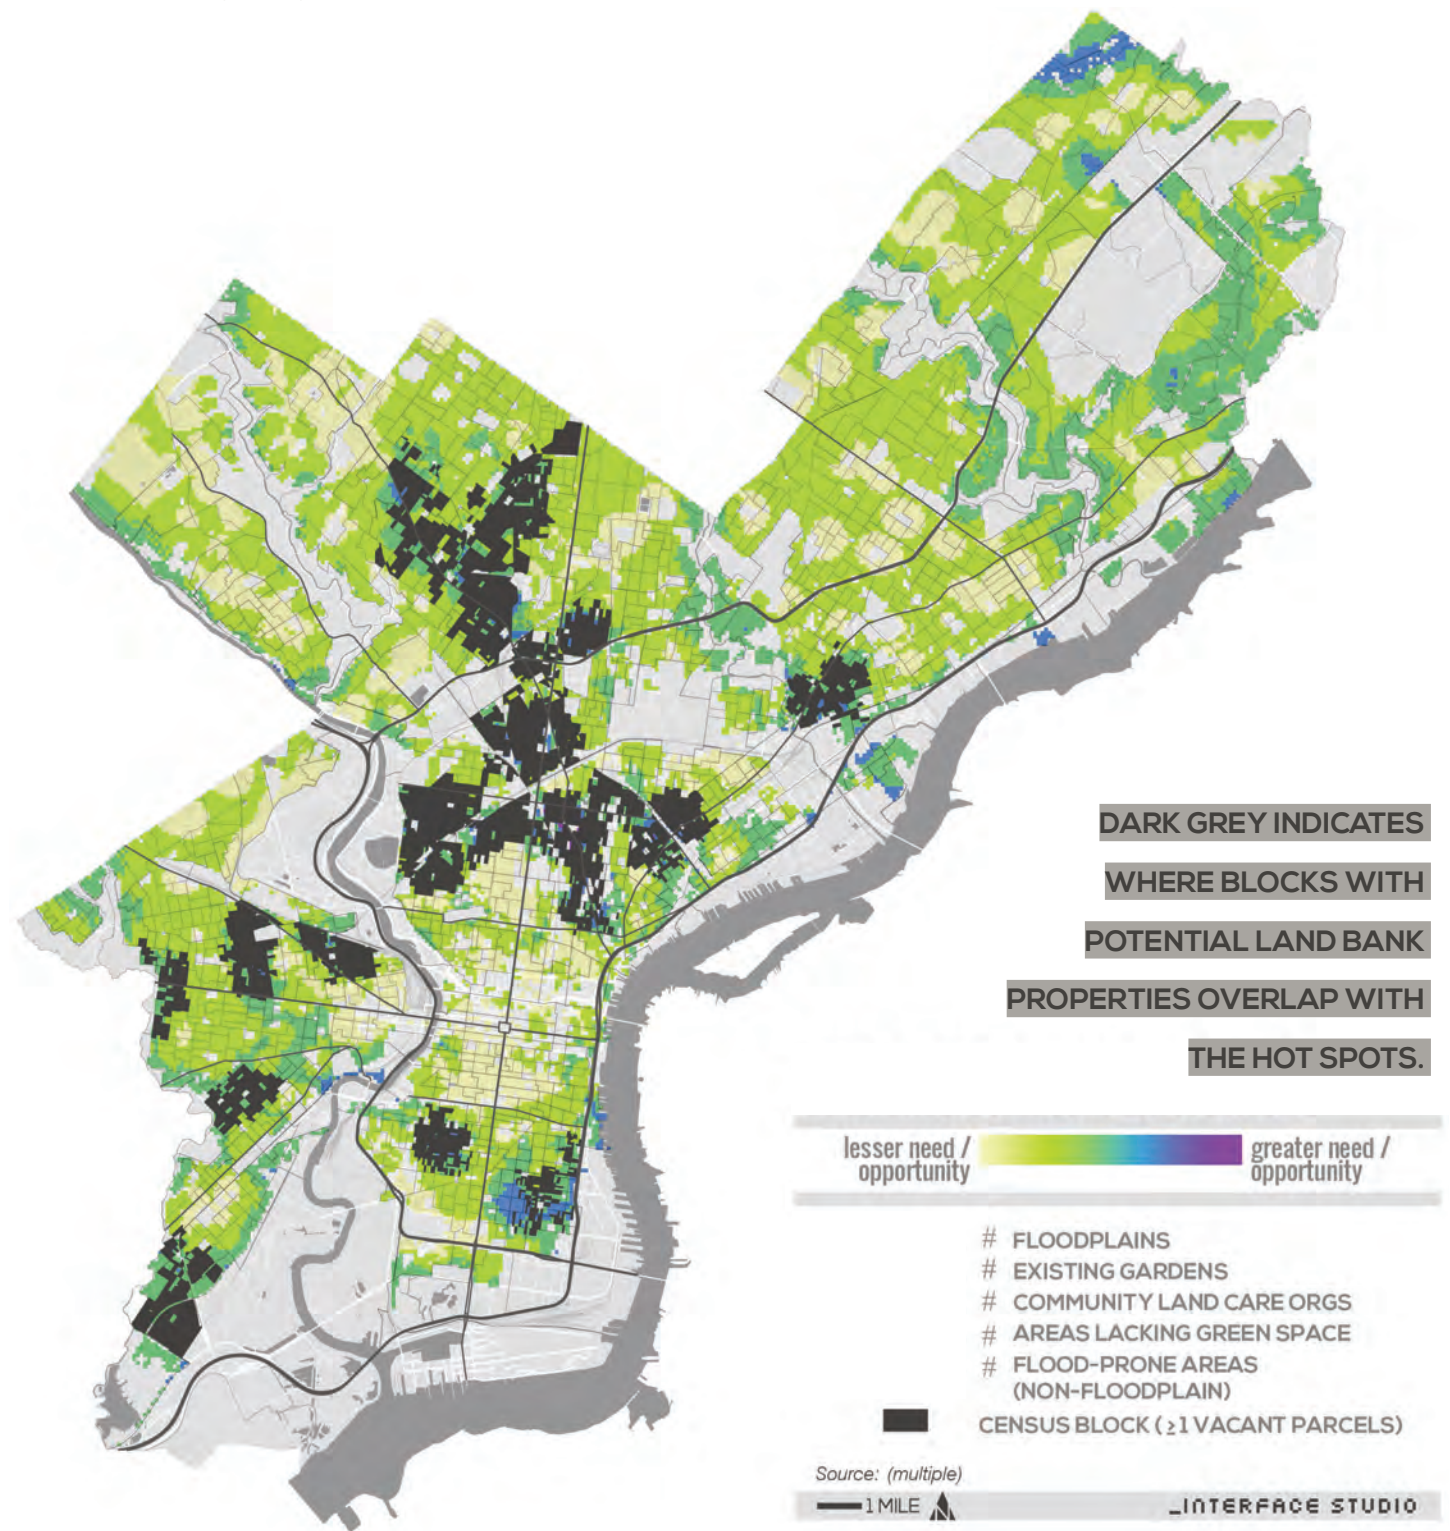 DARK GREY INDICATES
WHERE BLOCKS WITH
POTENTIAL LAND BANK
PROPERTIES OVERLAP WITH
THE HOT SPOTS.
lesser need /
opportunity
greater need /
opportunity
# FLOODPLAINS
# EXISTING GARDENS
# COMMUNITY LAND CARE ORGS
# AREAS LACKING GREEN SPACE
# FLOOD-PRONE AREAS
(NON-FLOODPLAIN)
CENSUS BLOCK (≥1 VACANT PARCELS)
Source: (multiple)
1 MILE
_INTERFACE STUDIO